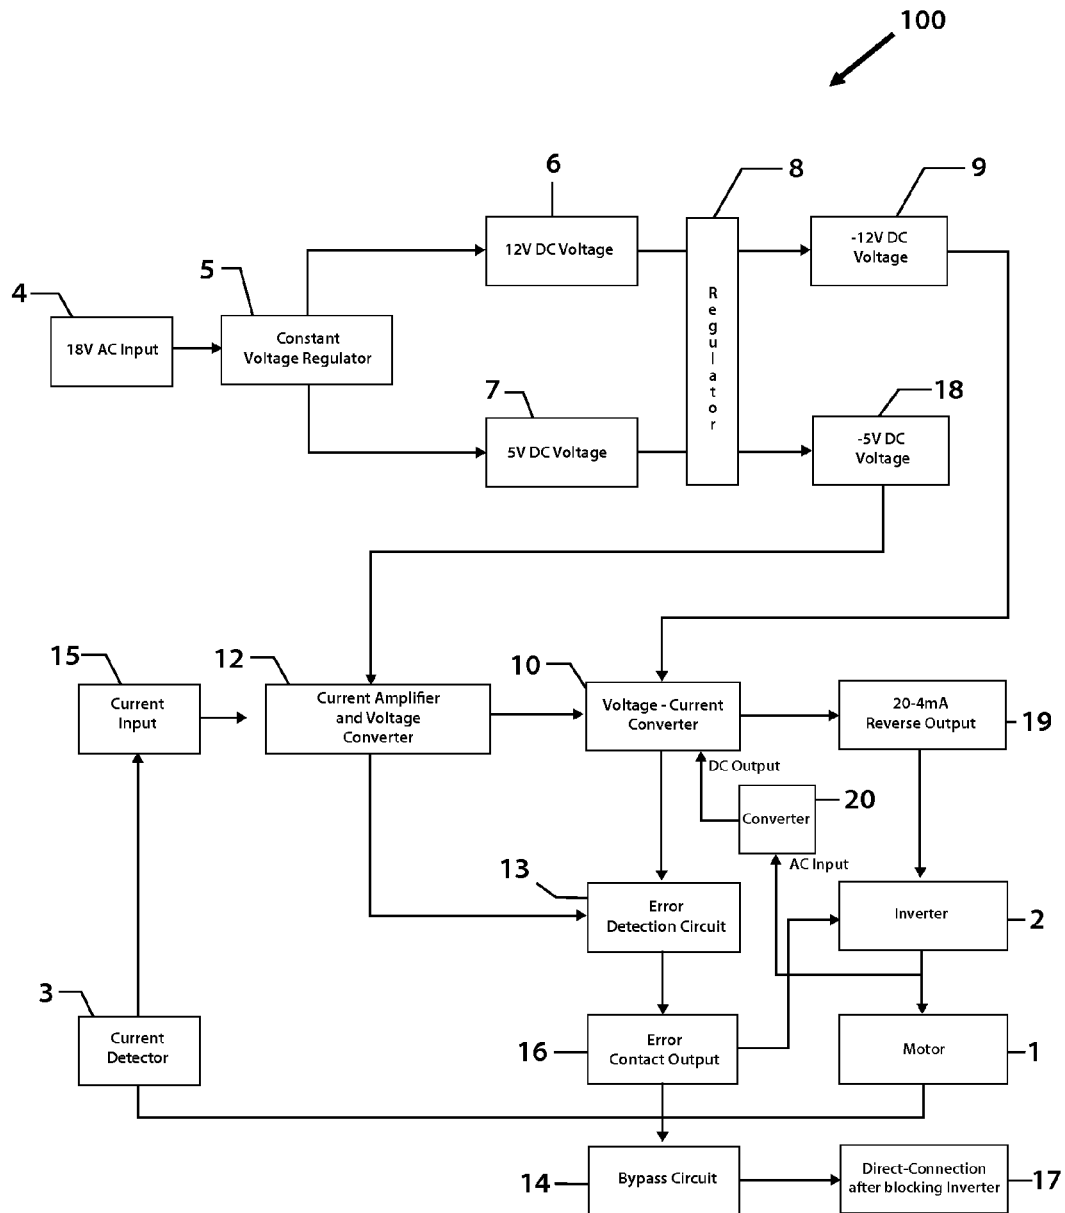 100
6
8
9
12V DC Voltage
-12V DC
Voltage
5
4
Constant
Voltage Regulator
18V AC Input
Regulator
7
18
5V DC Voltage
-5V DC
Voltage
15
12
10
Current
Input
Current Amplifier
and Voltage
Converter
Voltage - Current
Converter
20-4mA
Reverse Output
19
DC Output
20
Converter
AC Input
13
Error
Detection Circuit
Inverter
2
3
Current
Detector
16
Error
Contact Output
Motor
1
14
Bypass Circuit
Direct-Connection
after blocking Inverter
17